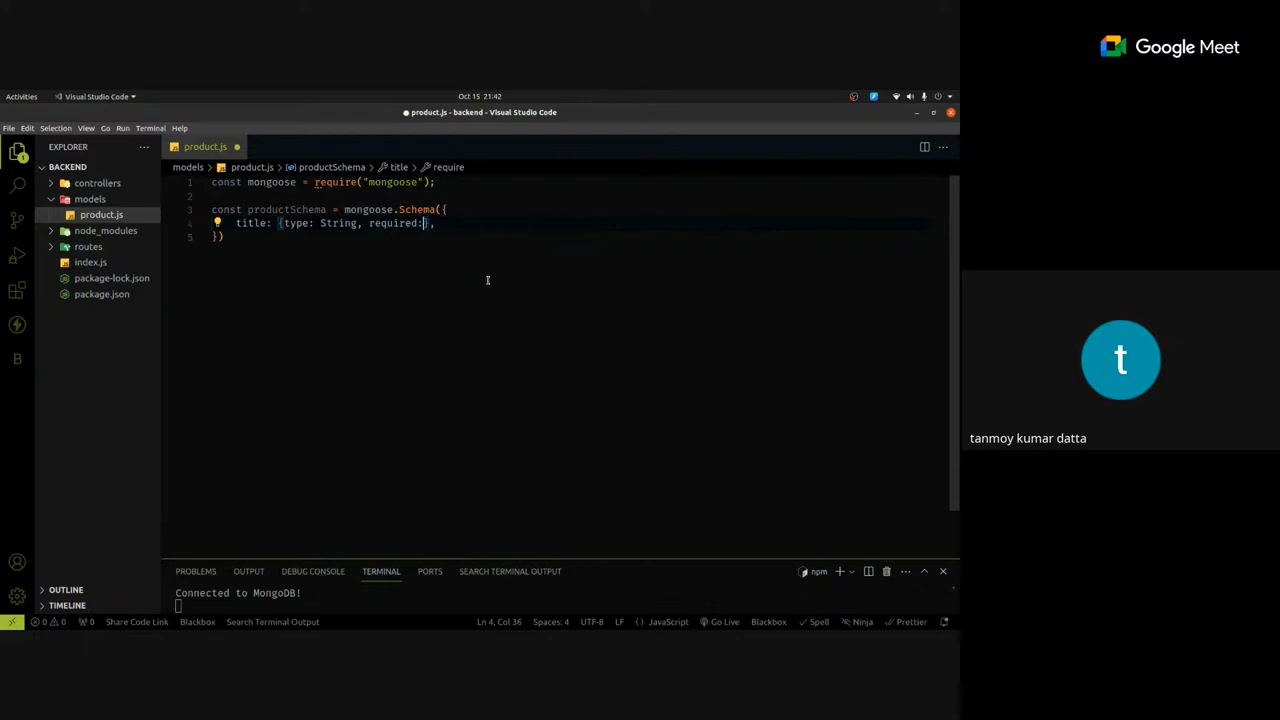 Google Meet
Activities
Visual Studio Code
Oct 15 21:42
product.js - backend - Visual Studio Code
File Edit Selection View Go Run Terminal Help
EXPLORER
product.js
BACKEND
models > product.js > productSchema > title > require
controllers
models
product.js
node_modules
routes
index.js
package-lock.json
package.json
1 const mongoose = require("mongoose");
2
3 const productSchema = mongoose.Schema({
4 title: {type: String, required:},
5 })
t
tanmoy kumar datta
PROBLEMS OUTPUT DEBUG CONSOLE TERMINAL PORTS SEARCH TERMINAL OUTPUT
npm
Connected to MongoDB!
OUTLINE
TIMELINE
0 0 0 Share Code Link Blackbox Search Terminal Output
Ln 4, Col 36 Spaces: 4 UTF-8 LF { } JavaScript Go Live Blackbox Spell Ninja Prettier
1
B